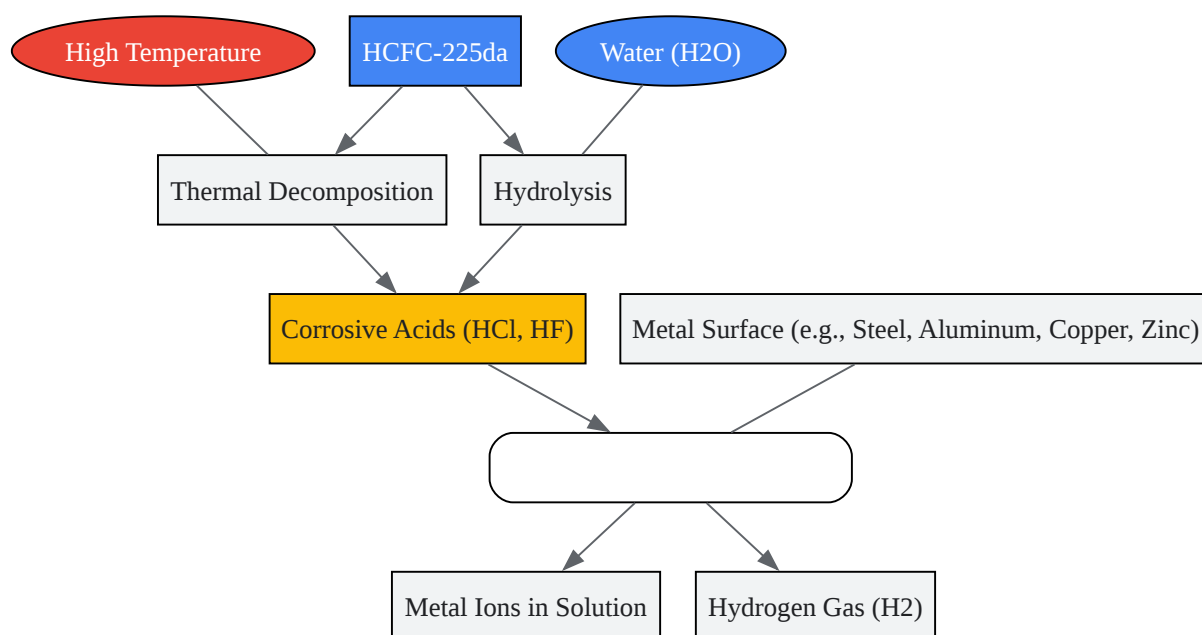 High Temperature
HCFC-225da
Water (H2O)
Thermal Decomposition
Hydrolysis
Corrosive Acids (HCl, HF)
Metal Surface (e.g., Steel, Aluminum, Copper, Zinc)
Metal Ions in Solution
Hydrogen Gas (H2)